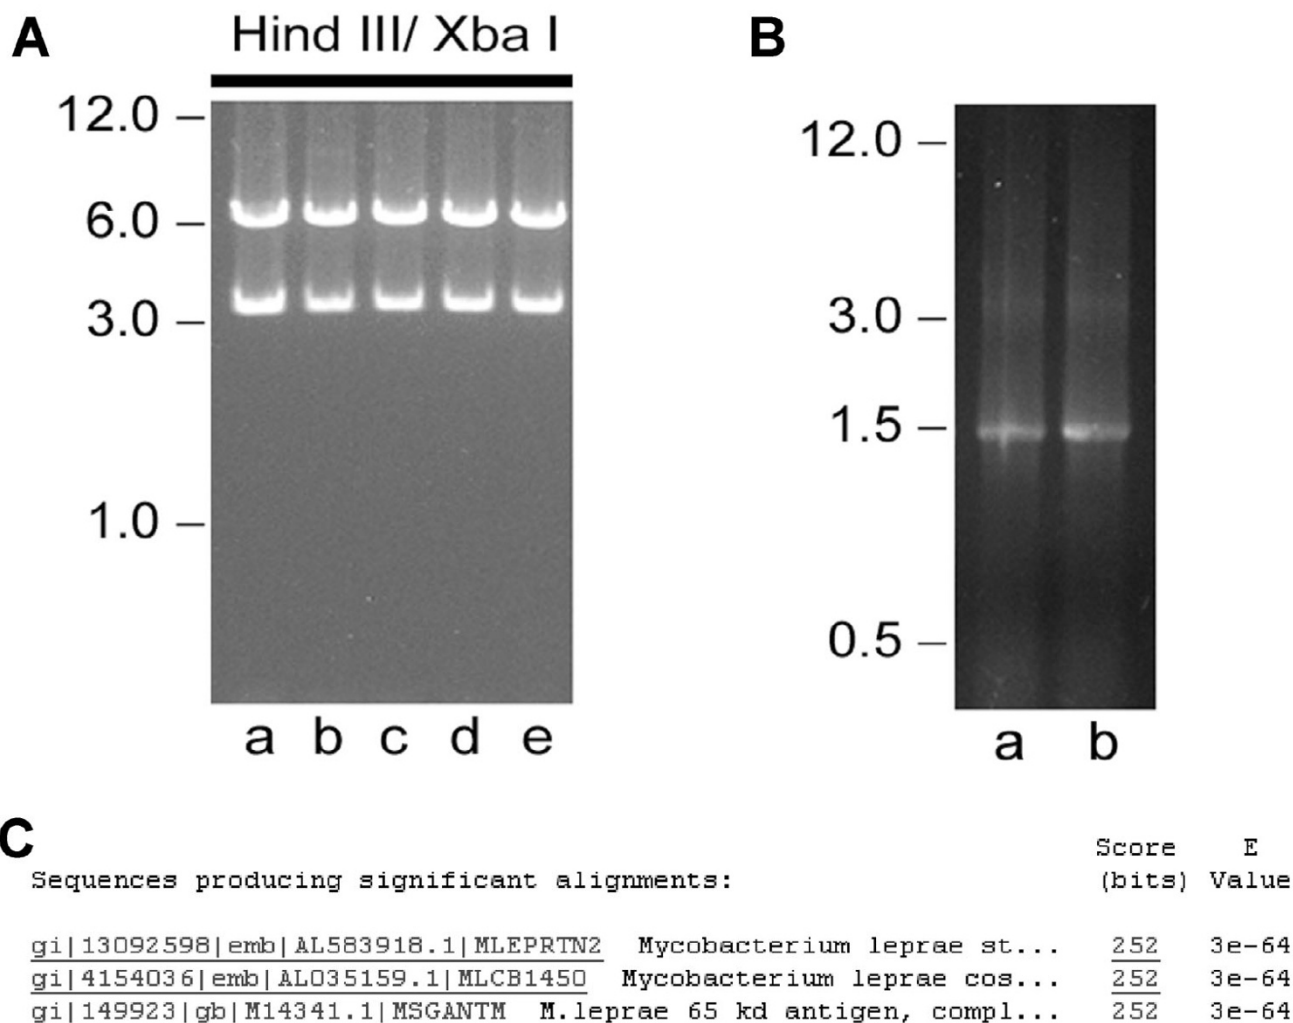 A
Hind III/ Xba I
12.0
6.0
3.0
1.0
a b c d e
B
12.0
3.0
1.5
0.5
a b
C
Score E
Sequences producing significant alignments: (bits) Value
gi|13092598|emb|AL583918.1|MLEPRTN2 Mycobacterium leprae st... 252 3e-64
gi|4154036|emb|AL035159.1|MLCB1450 Mycobacterium leprae cos... 252 3e-64
gi|149923|gb|M14341.1|MSGANTM M.leprae 65 kd antigen, compl... 252 3e-64